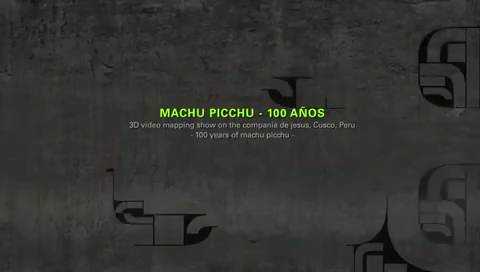 MACHU PICCHU - 100 AÑOS
3D video mapping show on the compania de jesus, Cusco, Peru
- 100 years of machu picchu -